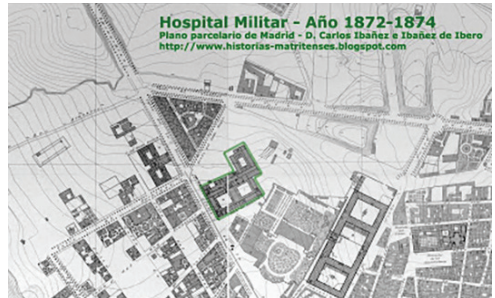 Hospital Militar - Año 1872-1874
Plano parcelario de Madrid - D. Carlos Ibañez e Ibañez de Ibero
http://www.historias-matritenses.blogspot.com